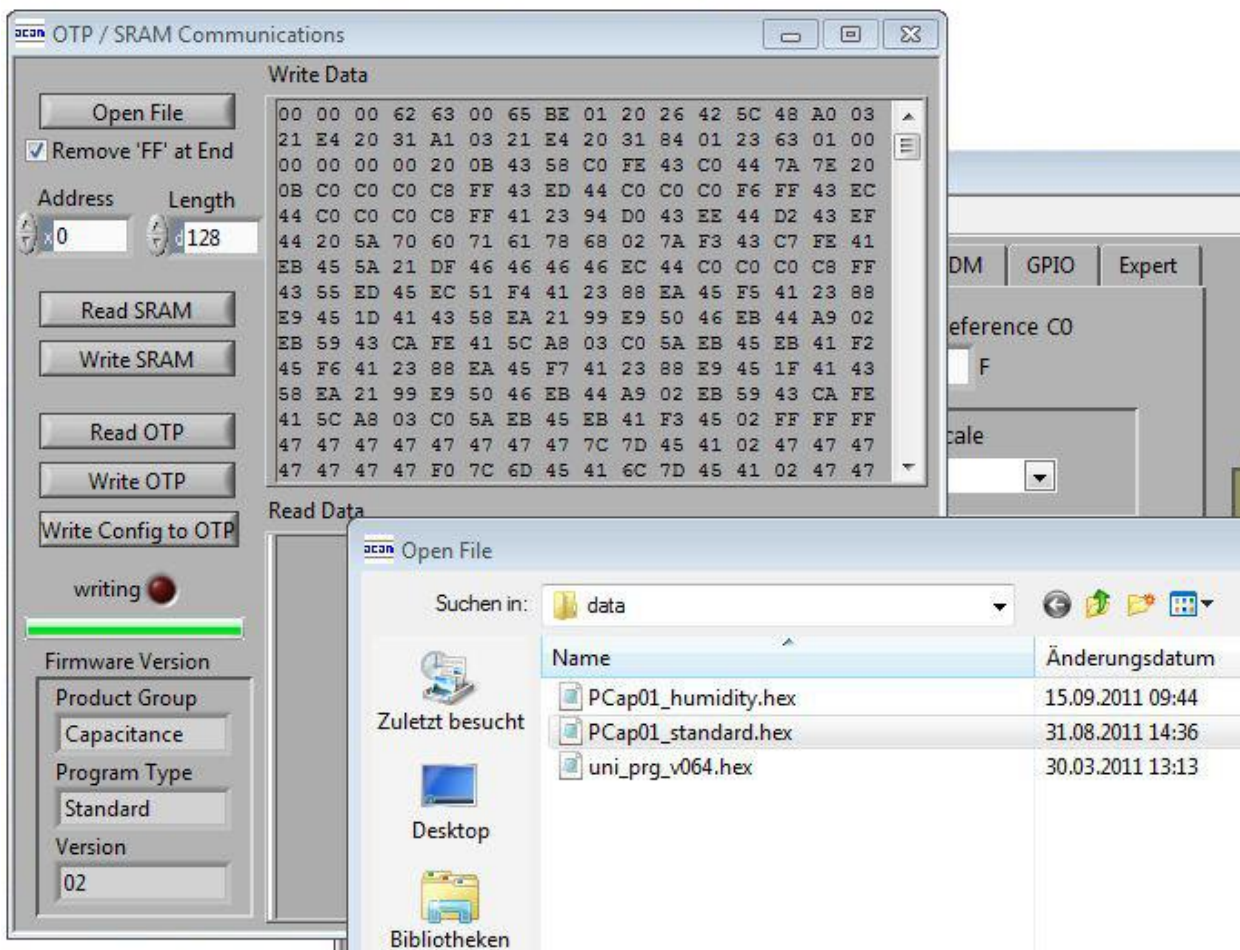 acan OTP / SRAM Communications
Write Data
Open File
Remove 'FF' at End
Address Length
x 0 d 128
Read SRAM
Write SRAM
Read OTP
Write OTP
Write Config to OTP
writing
Firmware Version
Product Group
Capacitance
Program Type
Standard
Version
02
00 00 00 62 63 00 65 BE 01 20 26 42 5C 48 A0 03
21 E4 20 31 A1 03 21 E4 20 31 84 01 23 63 01 00
00 00 00 00 20 0B 43 58 C0 FE 43 C0 44 7A 7E 20
0B C0 C0 C0 C8 FF 43 ED 44 C0 C0 C0 F6 FF 43 EC
44 C0 C0 C0 C8 FF 41 23 94 D0 43 EE 44 D2 43 EF
44 20 5A 70 60 71 61 78 68 02 7A F3 43 C7 FE 41
EB 45 5A 21 DF 46 46 46 46 EC 44 C0 C0 C0 C8 FF
43 55 ED 45 EC 51 F4 41 23 88 EA 45 F5 41 23 88
E9 45 1D 41 43 58 EA 21 99 E9 50 46 EB 44 A9 02
EB 59 43 CA FE 41 5C A8 03 C0 5A EB 45 EB 41 F2
45 F6 41 23 88 EA 45 F7 41 23 88 E9 45 1F 41 43
58 EA 21 99 E9 50 46 EB 44 A9 02 EB 59 43 CA FE
41 5C A8 03 C0 5A EB 45 EB 41 F3 45 02 FF FF FF
47 47 47 47 47 47 47 47 7C 7D 45 41 02 47 47 47
47 47 47 47 F0 7C 6D 45 41 6C 7D 45 41 02 47 47
Read Data
DM GPIO Expert
eference C0
F
cale
acan Open File
Suchen in: data
Name Änderungsdatum
PCap01_humidity.hex 15.09.2011 09:44
PCap01_standard.hex 31.08.2011 14:36
uni_prg_v064.hex 30.03.2011 13:13
Zuletzt besucht
Desktop
Bibliotheken